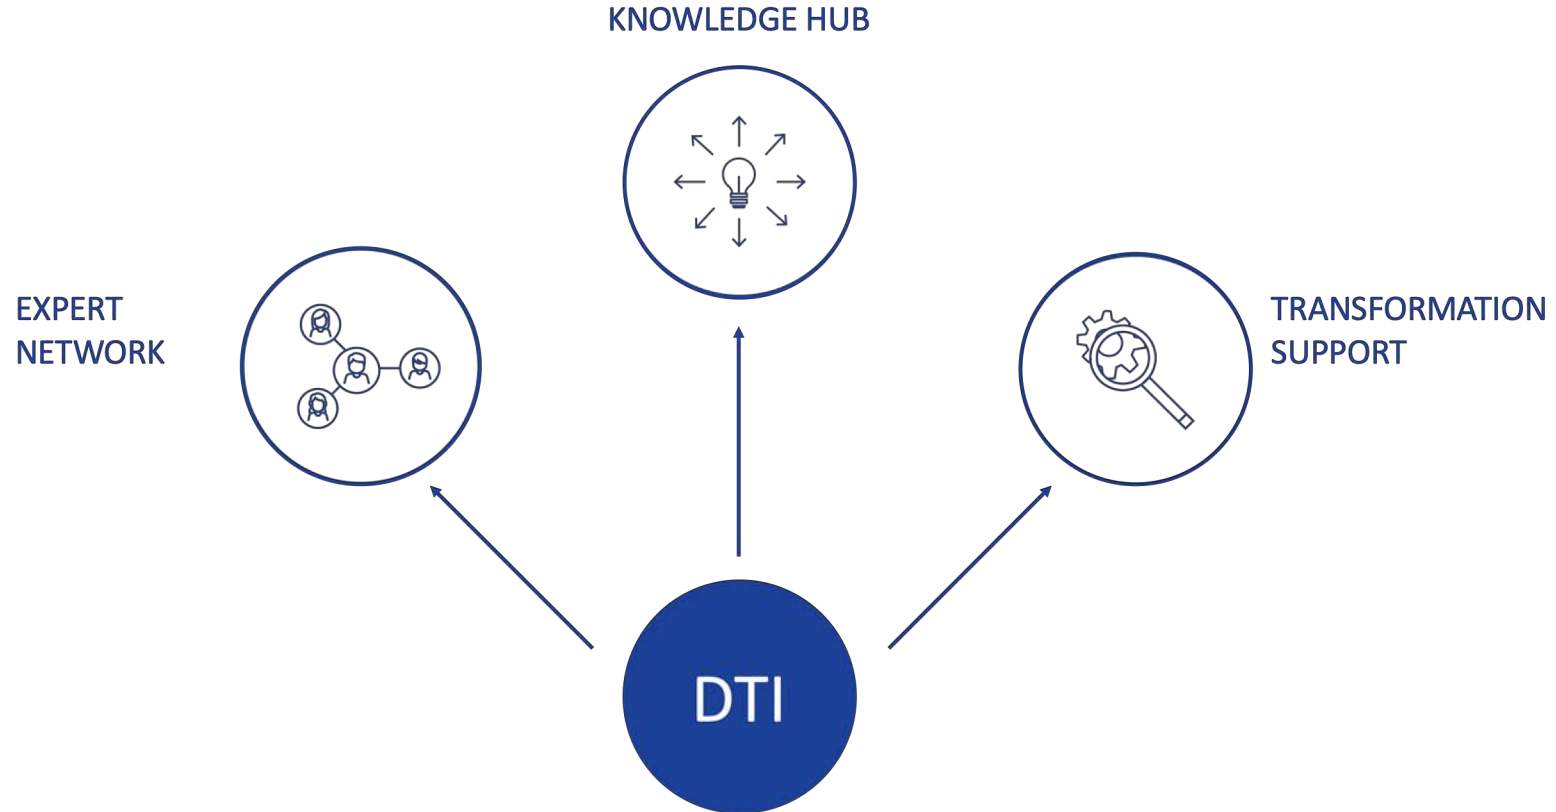 KNOWLEDGE HUB
EXPERT
NETWORK
TRANSFORMATION
SUPPORT
DTI